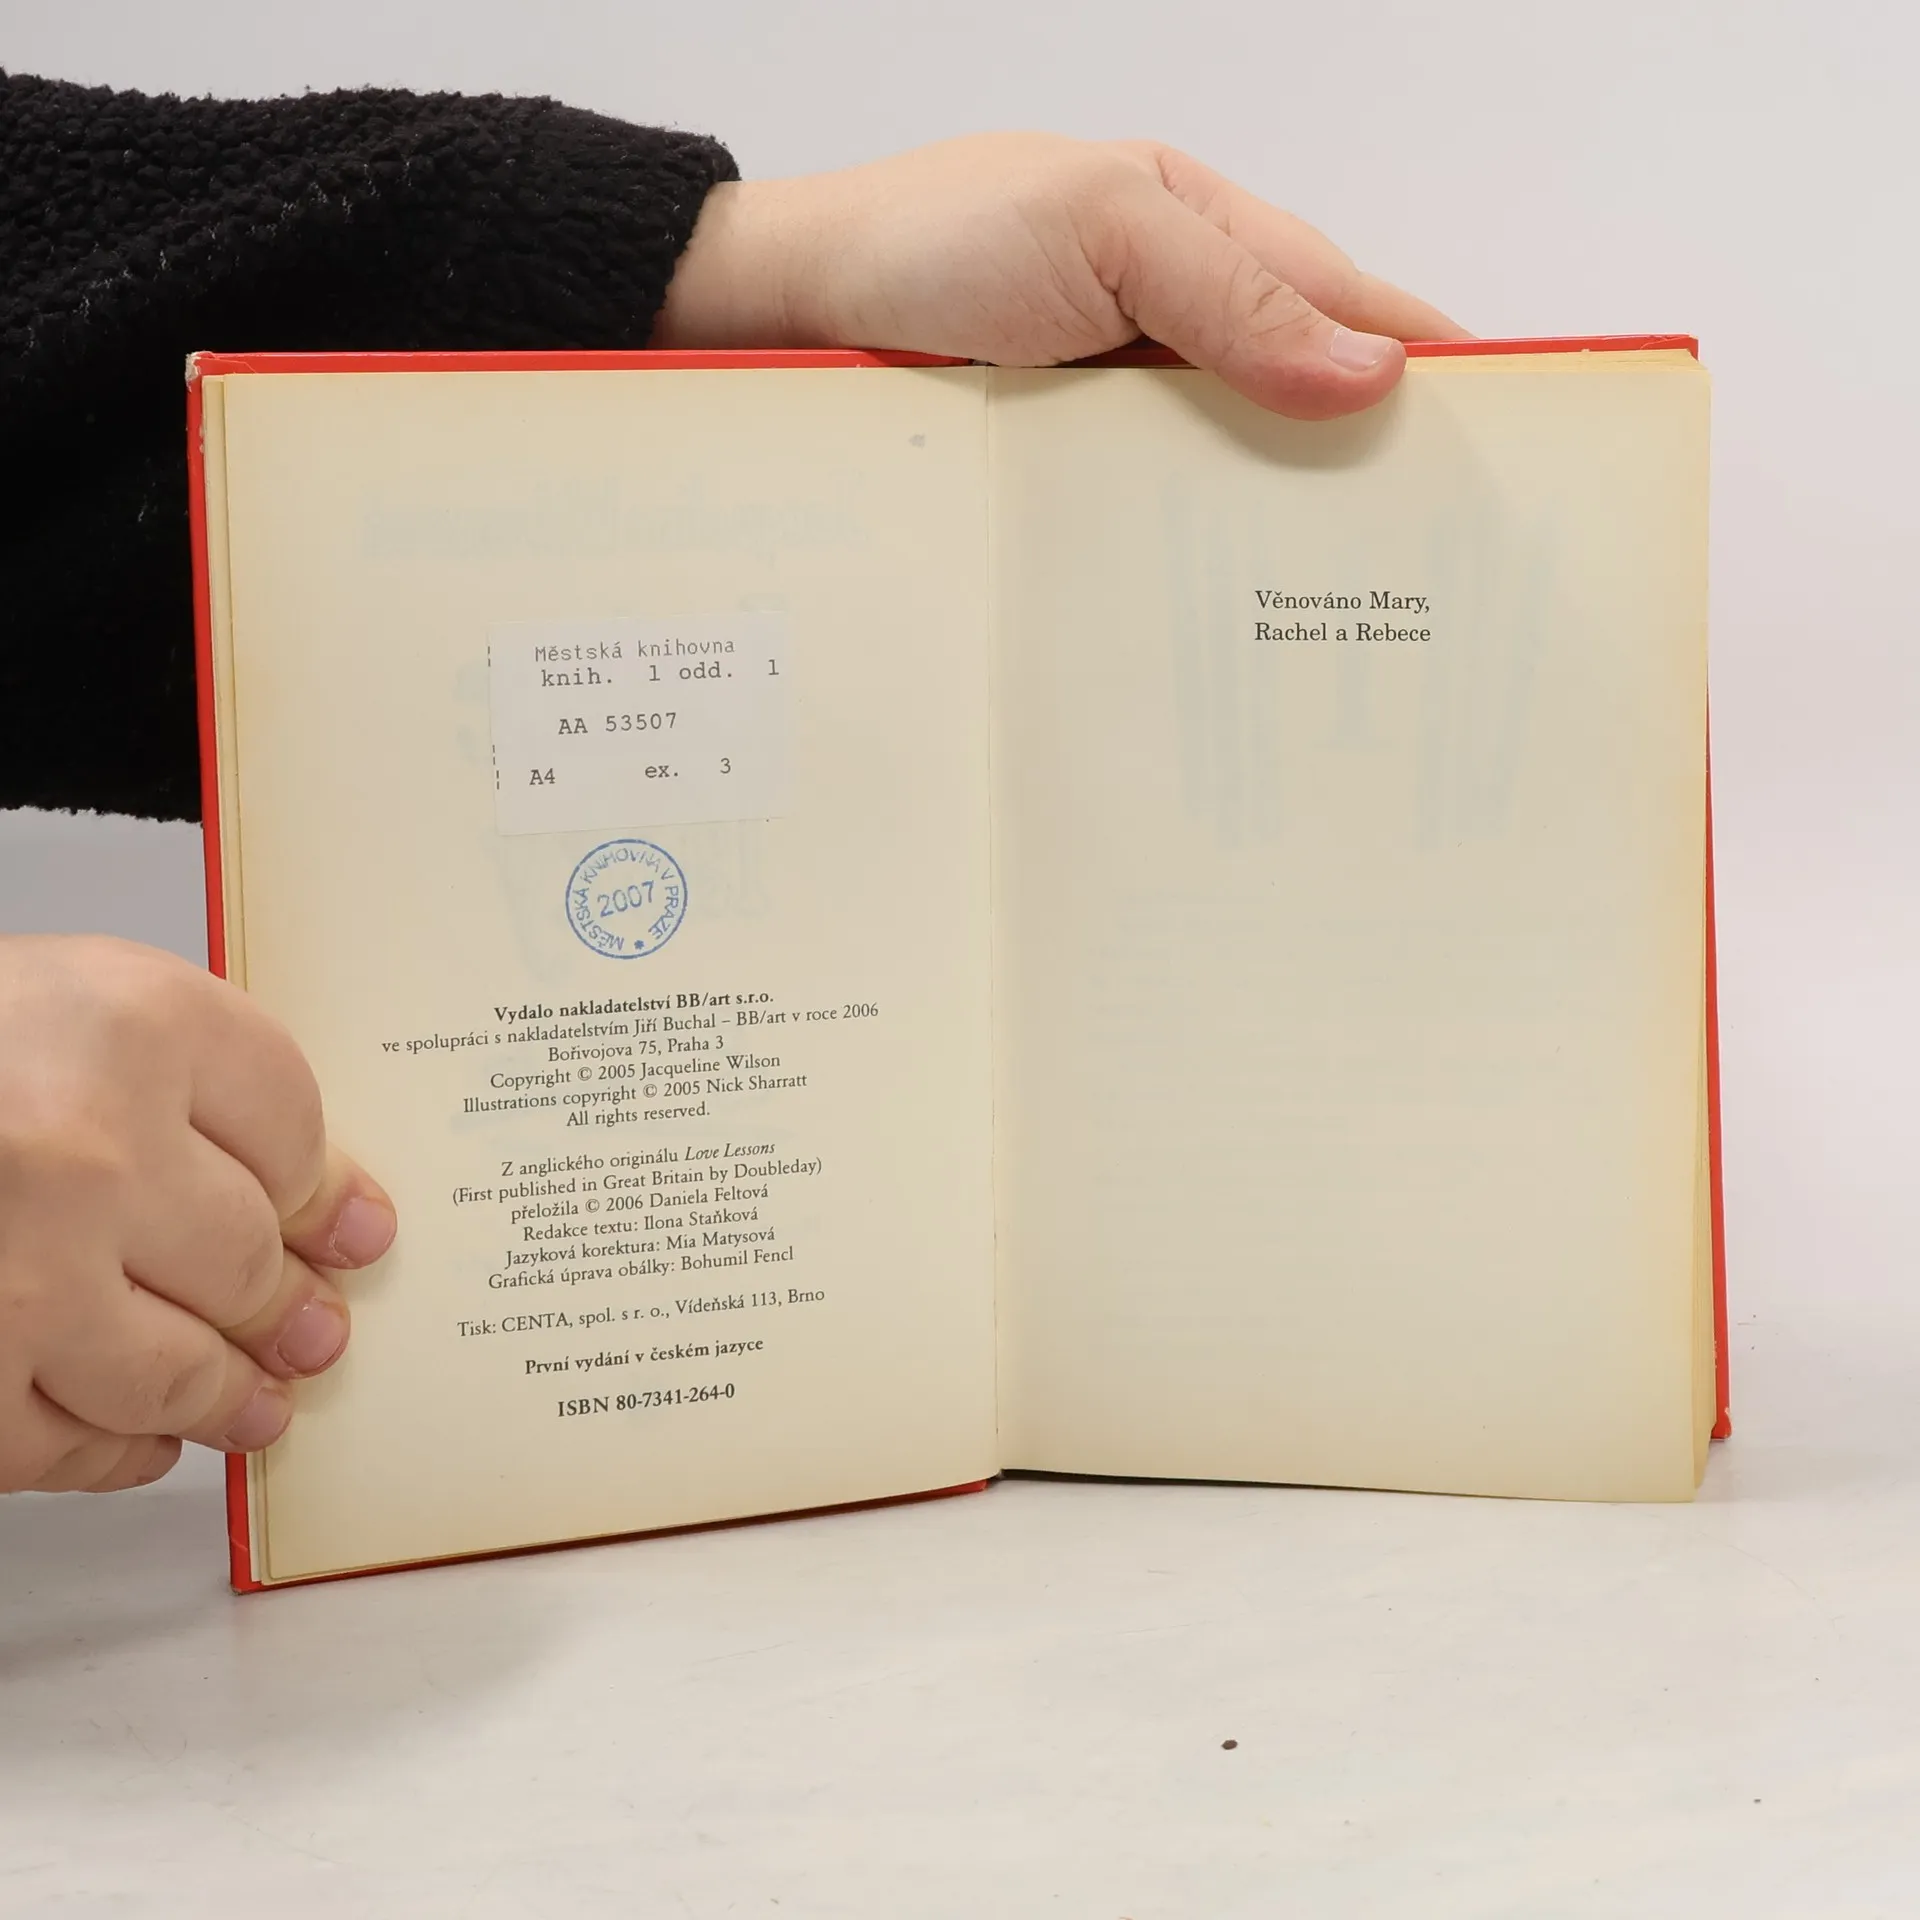 Městská knihovna
knih. 1 odd. 1
AA 53507
A4 ex. 3
MĚSTSKÁ KNIHOVNA V PRAZE *
2007
Vydalo nakladatelství BB/art s.r.o.
ve spolupráci s nakladatelstvím Jiří Buchal – BB/art v roce 2006
Bořivojova 75, Praha 3
Copyright © 2005 Jacqueline Wilson
Illustrations copyright © 2005 Nick Sharratt
All rights reserved.
Z anglického originálu Love Lessons
(First published in Great Britain by Doubleday)
přeložila © 2006 Daniela Feltová
Redakce textu: Ilona Staňková
Jazyková korektura: Mia Matysová
Grafická úprava obálky: Bohumil Fencl
Tisk: CENTA, spol. s r. o., Vídeňská 113, Brno
První vydání v českém jazyce
ISBN 80-7341-264-0
Věnováno Mary,
Rachel a Rebece